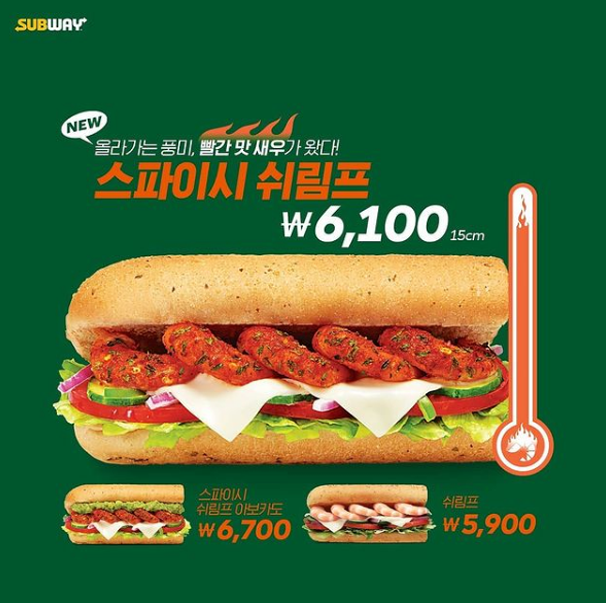 SUBWAY
NEW
올라가는 풍미, 빨간 맛 새우가 왔다!
스파이시 쉬림프
₩6,100 15cm
스파이시
쉬림프 아보카도
₩6,700
쉬림프
₩5,900